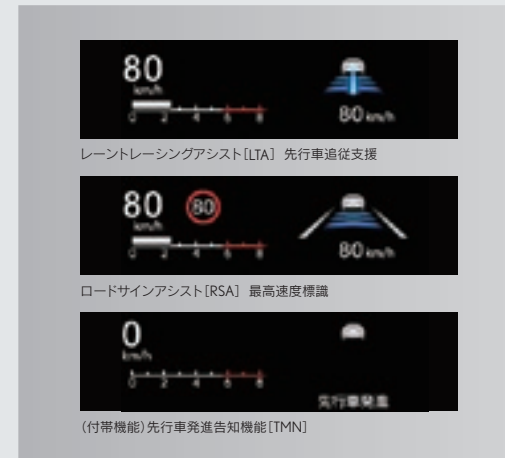 80
km/h
0 2 4 6 8
80 km/h
レーントレーシングアシスト[LTA] 先行車追従支援
80 80
km/h
0 2 4 6 8
80 km/h
ロードサインアシスト[RSA] 最高速度標識
0
km/h
0 2 4 6 8
先行車発進
(付帯機能)先行車発進告知機能[TMN]